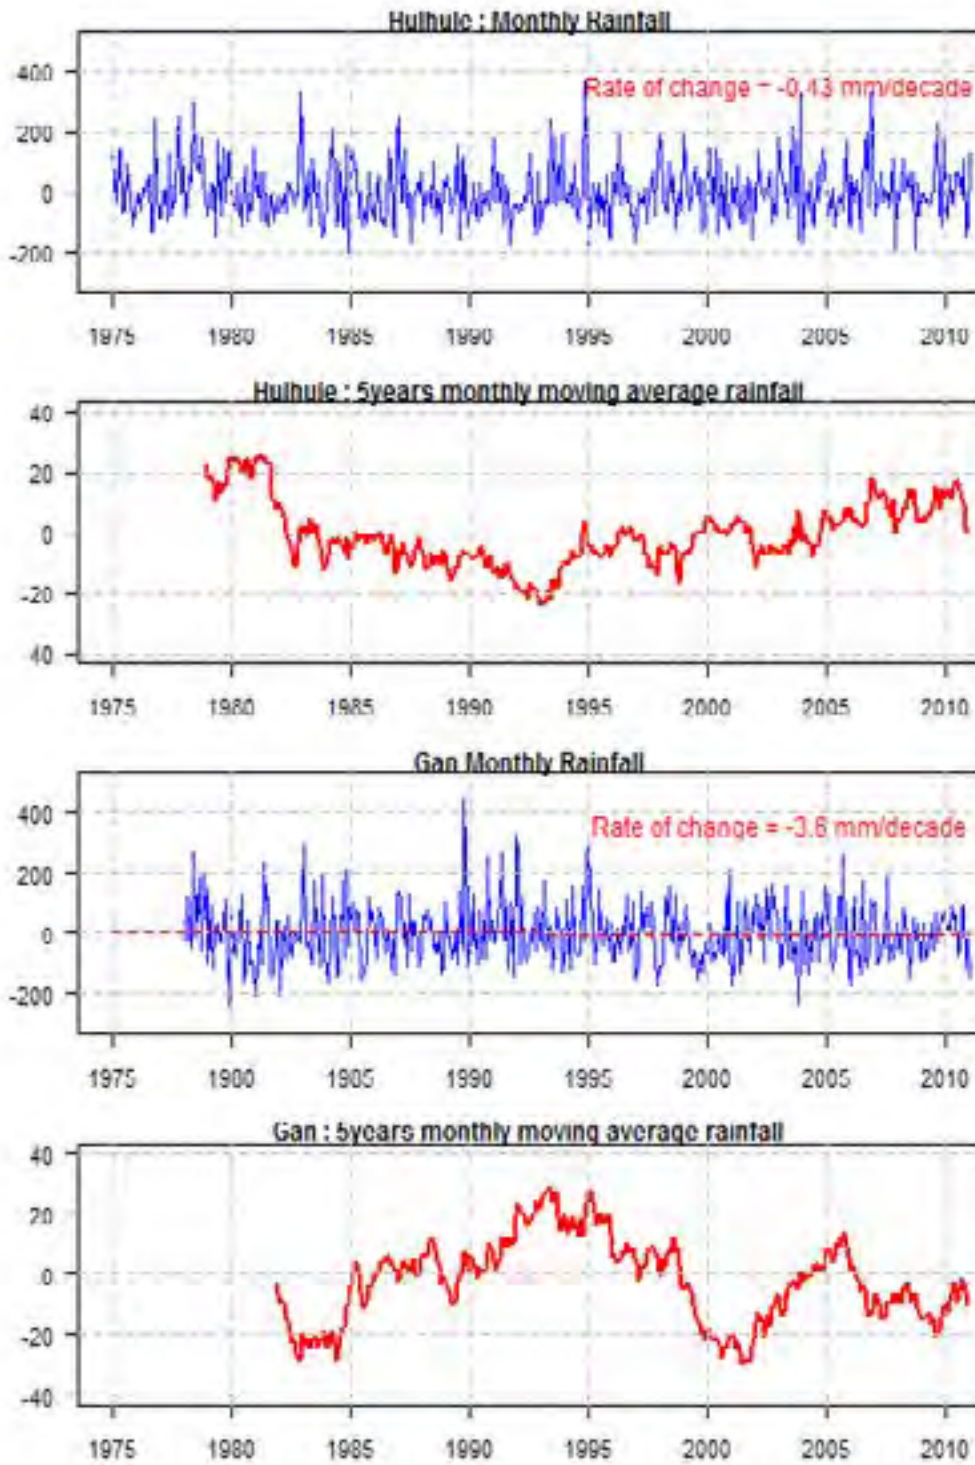 Hulhule : Monthly Rainfall
400
Rate of change = -0.43 mm/decade
200
0
-200
1975 1980 1985 1990 1995 2000 2005 2010
Hulhule : 5years monthly moving average rainfall
40
20
0
-20
40
1975 1980 1985 1990 1995 2000 2005 2010
Gan Monthly Rainfall
400
Rate of change = -3.6 mm/decade
200
0
-200
1975 1980 1985 1990 1995 2000 2005 2010
Gan : 5years monthly moving average rainfall
40
20
0
-20
-40
1975 1980 1985 1990 1995 2000 2005 2010